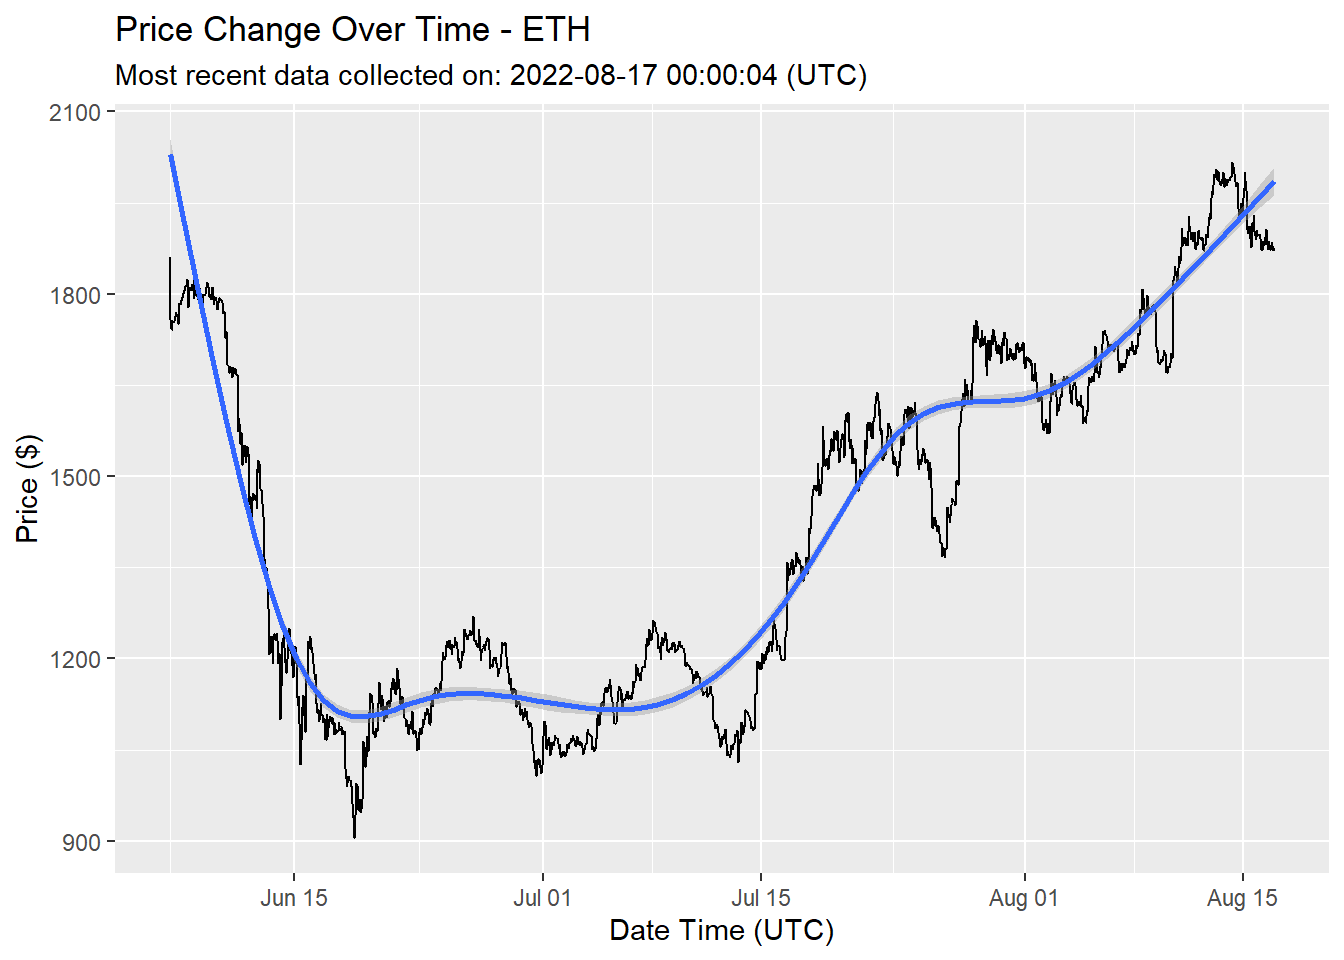 Price Change Over Time - ETH
Most recent data collected on: 2022-08-17 00:00:04 (UTC)
2100
1800
1500
1200
900
Price ($)
Jun 15
Jul 01
Jul 15
Aug 01
Aug 15
Date Time (UTC)